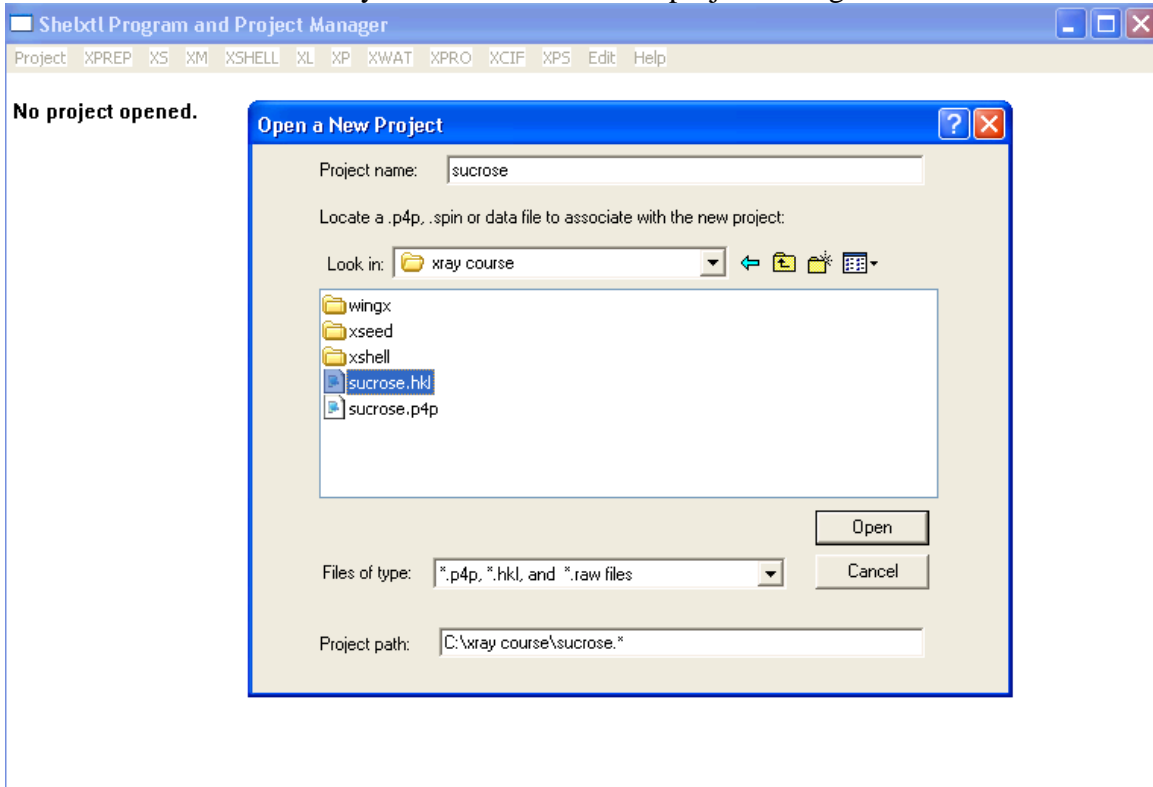 project
Shelxtl Program and Project Manager
Project XPREP XS XM XSHELL XL XP XWAT XPRO XCIF XPS Edit Help
No project opened.
Open a New Project
Project name: sucrose
Locate a .p4p, .spin or data file to associate with the new project:
Look in: xray course
wingx
xseed
xshell
sucrose.hkl
sucrose.p4p
Open
Files of type: *.p4p, *.hkl, and *.raw files
Cancel
Project path: C:\xray course\sucrose.*